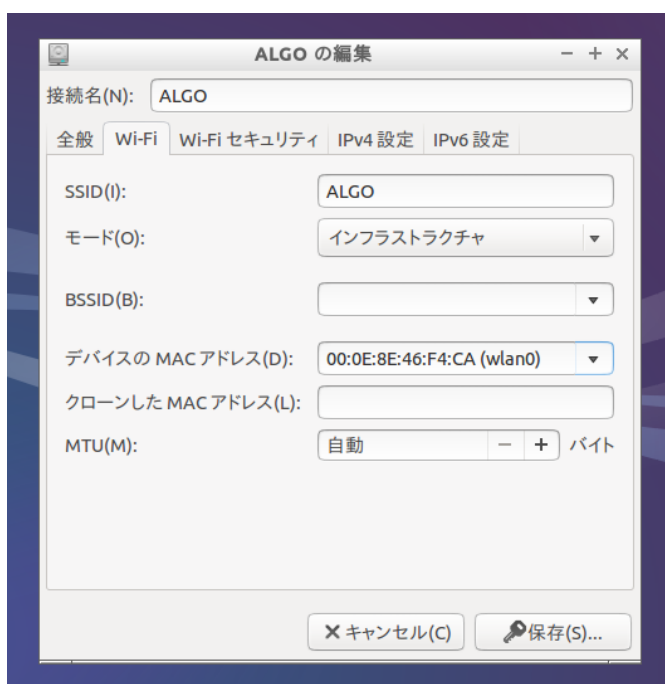 ALGO の編集
接続名(N): ALGO
全般 Wi-Fi Wi-Fi セキュリティ IPv4 設定 IPv6 設定
SSID(I): ALGO
モード(O): インフラストラクチャ
BSSID(B):
デバイスの MAC アドレス(D): 00:0E:8E:46:F4:CA (wlan0)
クローンした MAC アドレス(L):
MTU(M): 自動 − + バイト
キャンセル(C) 保存(S)...